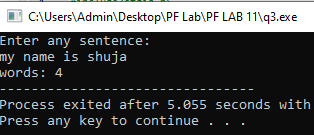 C:\Users\Admin\Desktop\PF Lab\PF LAB 11\q3.exe
Enter any sentence:
my name is shuja
words: 4
--------------------------------
Process exited after 5.055 seconds with
Press any key to continue . . .